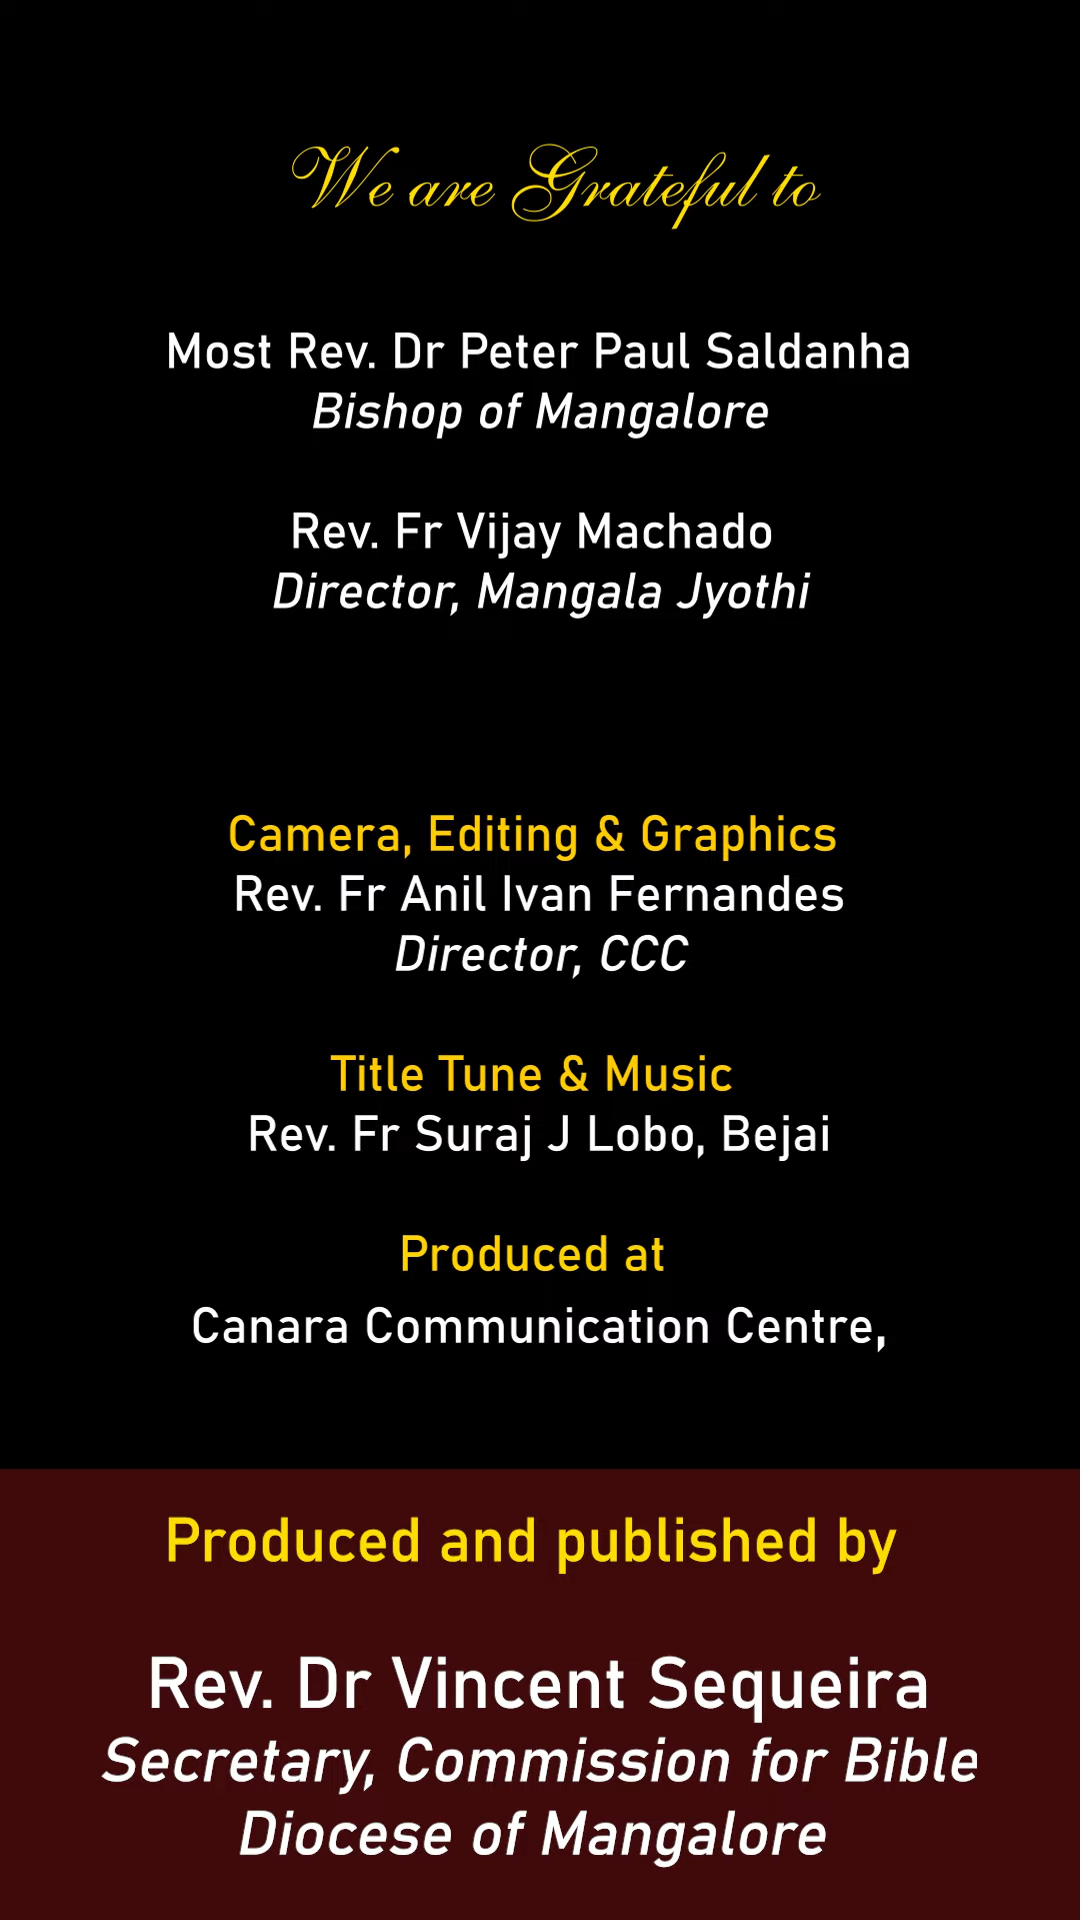 We are Grateful to
Most Rev. Dr Peter Paul Saldanha
Bishop of Mangalore
Rev. Fr Vijay Machado
Director, Mangala Jyothi
Camera, Editing & Graphics
Rev. Fr Anil Ivan Fernandes
Director, CCC
Title Tune & Music
Rev. Fr Suraj J Lobo, Bejai
Produced at
Canara Communication Centre,
Produced and published by
Rev. Dr Vincent Sequeira
Secretary, Commission for Bible
Diocese of Mangalore